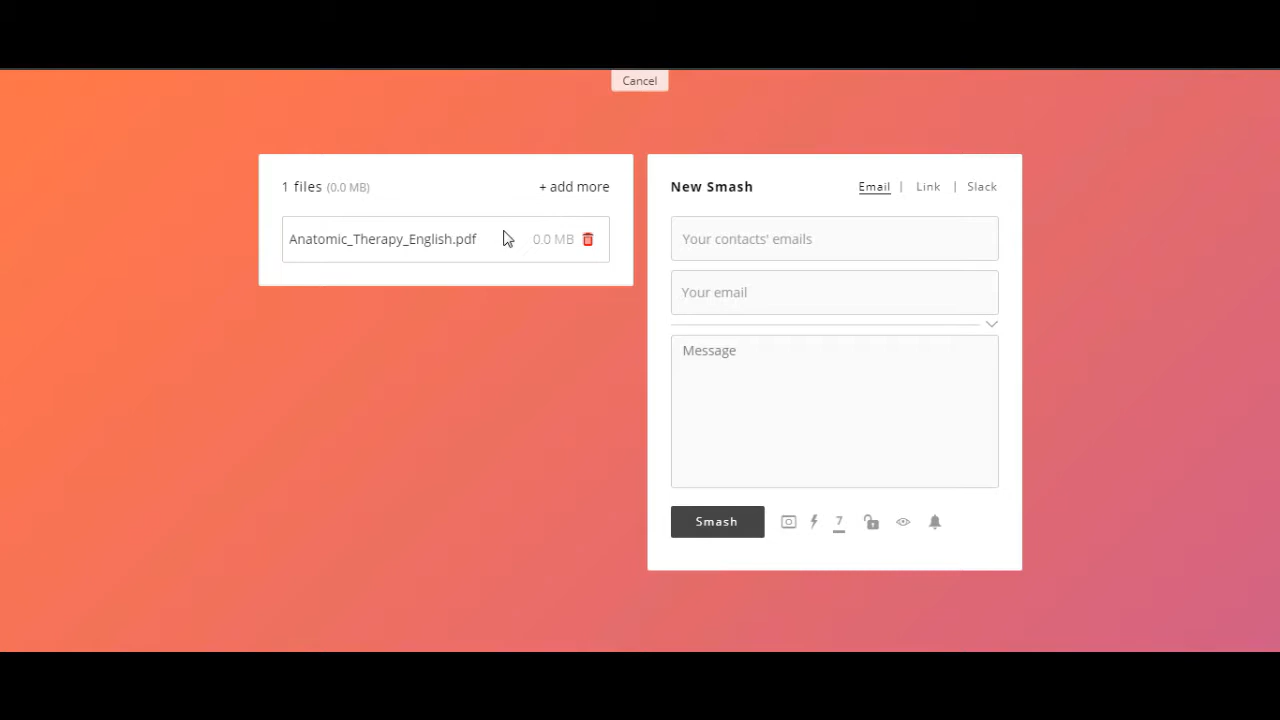 Cancel
1 files (0.0 MB)
+ add more
Anatomic_Therapy_English.pdf
0.0 MB
New Smash
Email | Link | Slack
Your contacts' emails
Your email
Message
Smash
7